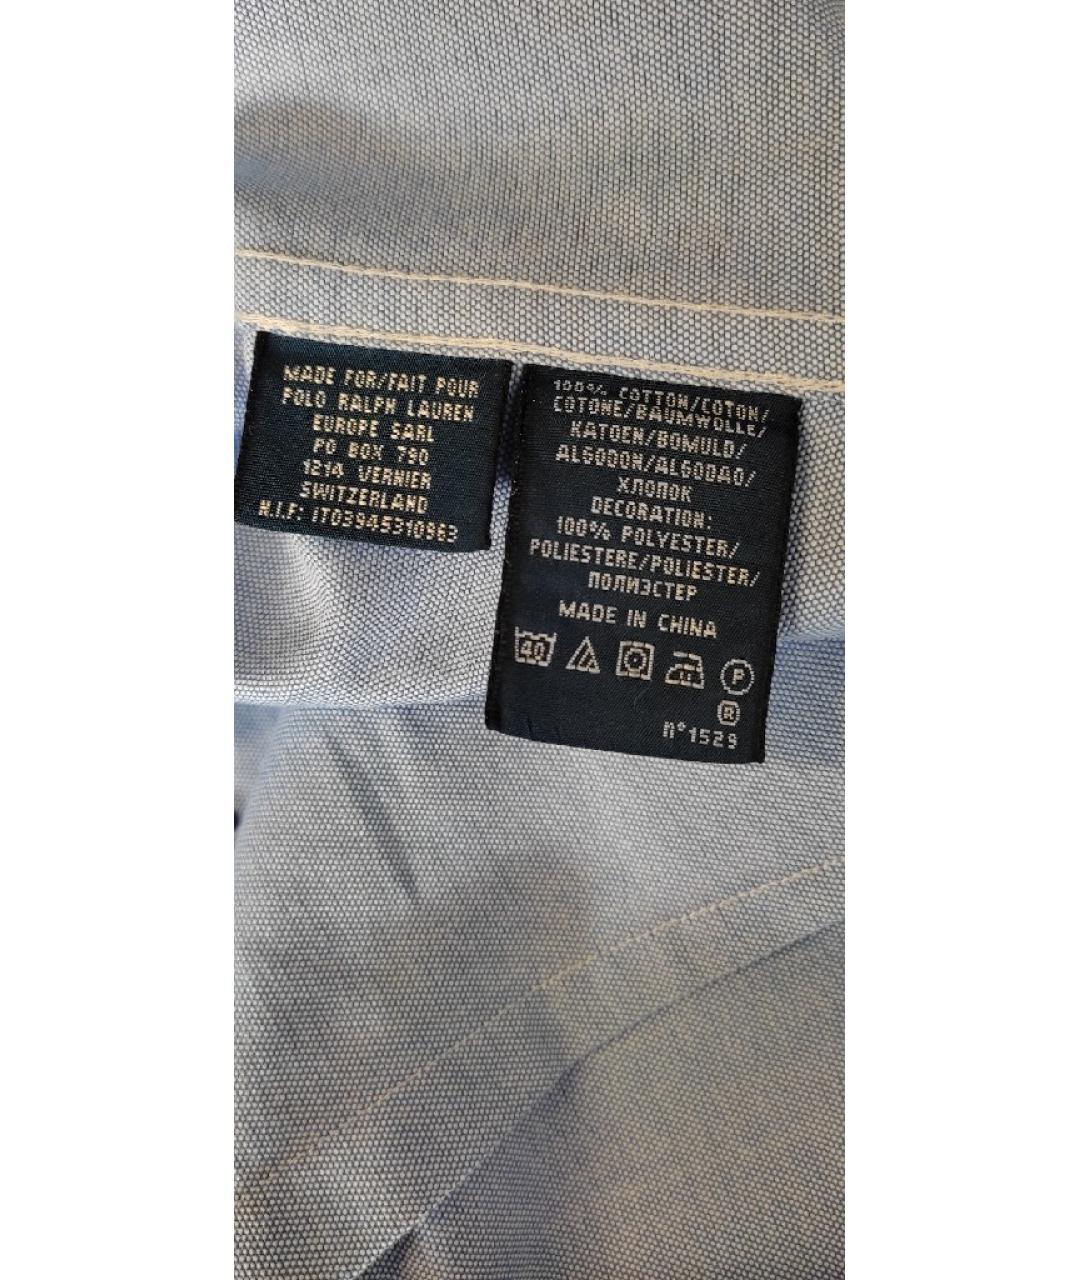 MADE FOR/FAIT POUR
POLO RALPH LAUREN
EUROPE SARL
PO BOX 790
1214 VERNIER
SWITZERLAND
N.I.F: IT03945310963
100% COTTON/COTON/
COTONE/BAUMWOLLE/
KATOEN/BOMULD/
ALGODON/ALGODAO/
ХЛОПОК
DECORATION:
100% POLYESTER/
POLIESTERE/POLIESTER/
ПОЛИЭСТЕР
MADE IN CHINA
40 P
R
n°1529